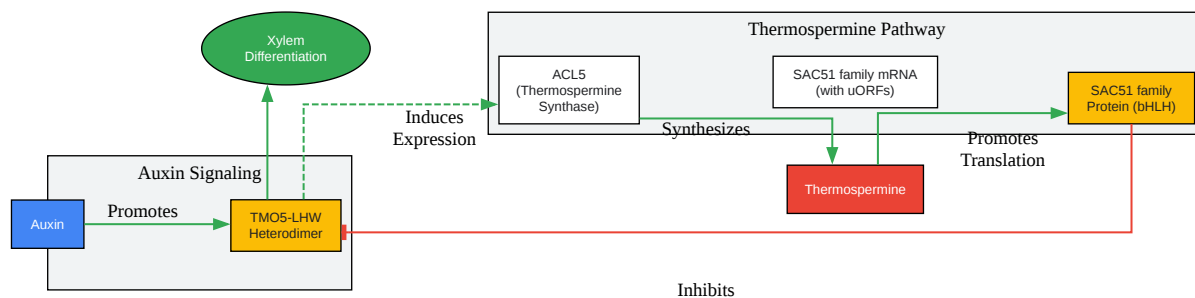 Xylem
Differentiation
Thermospermine Pathway
ACL5
(Thermospermine
Synthase)
SAC51 family mRNA
(with uORFs)
SAC51 family
Protein (bHLH)
Induces
Expression
Synthesizes
Promotes
Translation
Auxin Signaling
Thermospermine
Auxin
Promotes
TMO5-LHW
Heterodimer
Inhibits